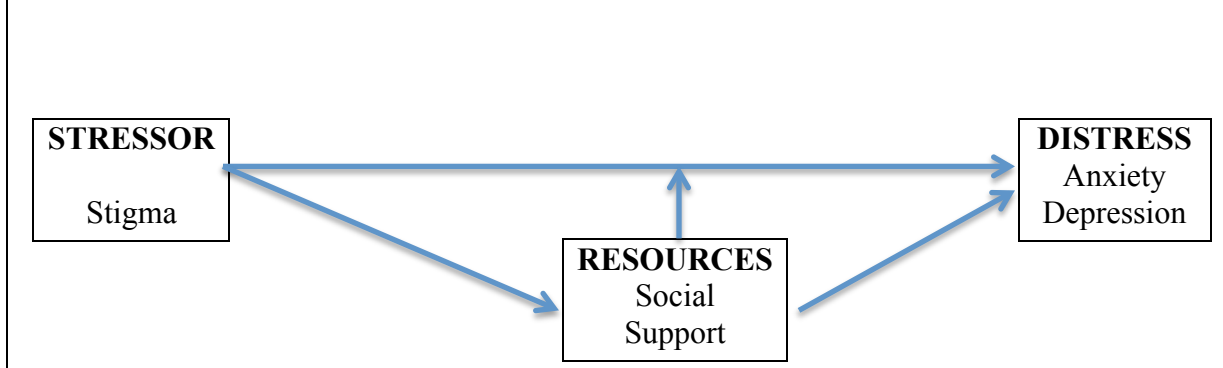 STRESSOR
Stigma
DISTRESS
Anxiety
Depression
RESOURCES
Social
Support